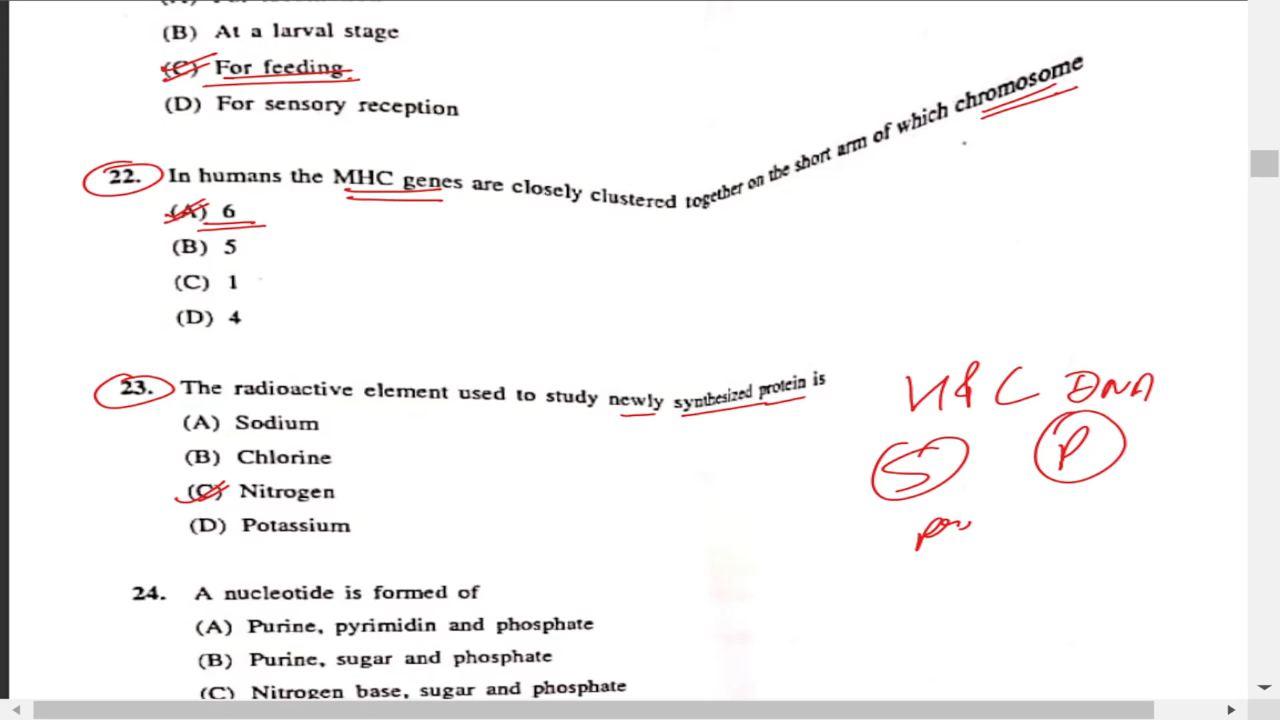 (B) At a larval stage
(C) For feeding.
(D) For sensory reception
22. In humans the MHC genes are closely clustered together on the short arm of which chromosome
(A) 6
(B) 5
(C) 1
(D) 4
23. The radioactive element used to study newly synthesized protein is
(A) Sodium
(B) Chlorine
(C) Nitrogen
(D) Potassium
H & C DNA
S P
24. A nucleotide is formed of
(A) Purine, pyrimidin and phosphate
(B) Purine, sugar and phosphate
(C) Nitrogen base, sugar and phosphate